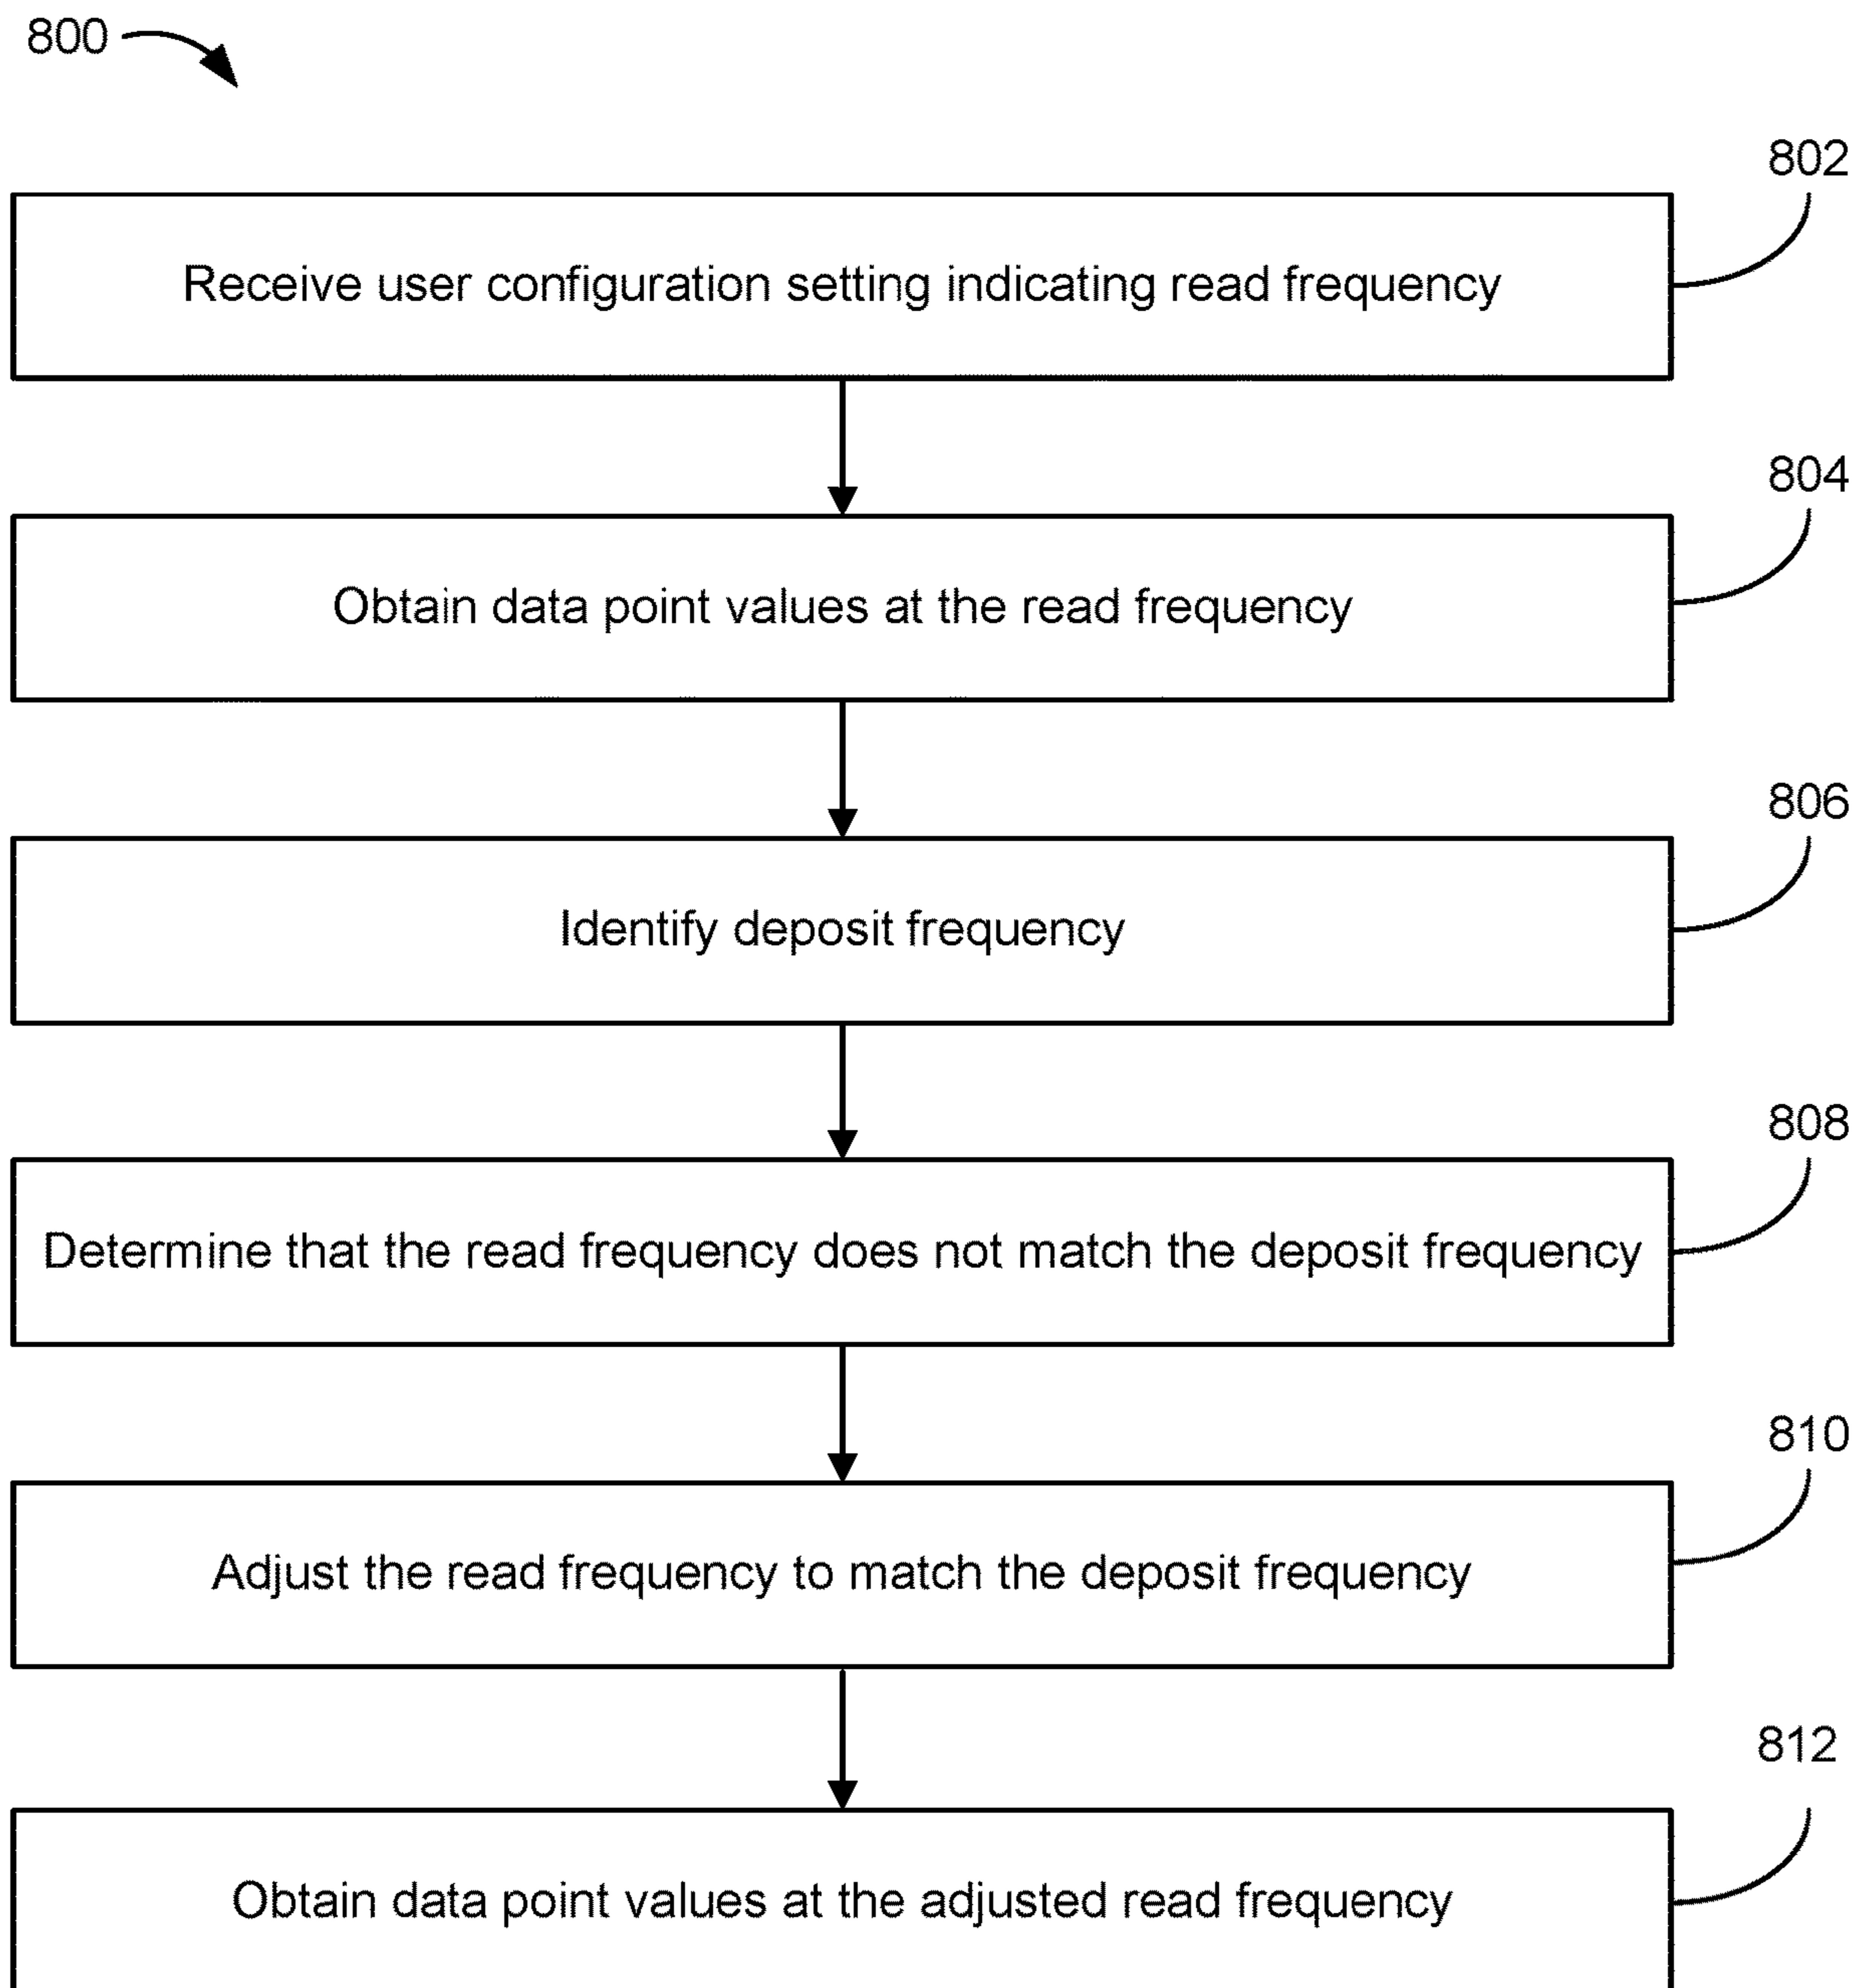 800
802
Receive user configuration setting indicating read frequency
804
Obtain data point values at the read frequency
806
Identify deposit frequency
808
Determine that the read frequency does not match the deposit frequency
810
Adjust the read frequency to match the deposit frequency
812
Obtain data point values at the adjusted read frequency